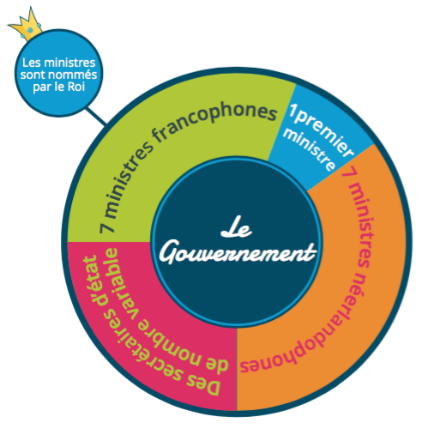 Les ministres
sont nommés
par le Roi
7 ministres francophones
1premier
ministre
7 ministres néerlandophones
Des secrétaires d'état
de nombre variable
Le
Gouvernement